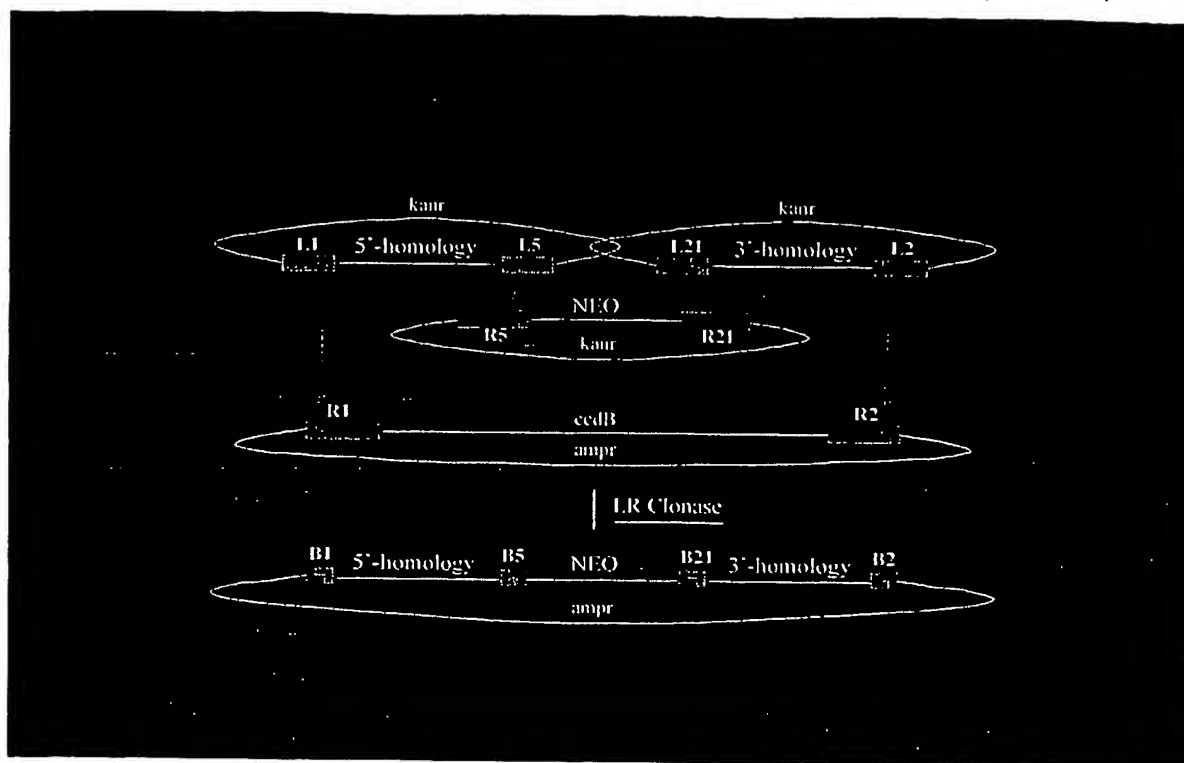 kanr kanr
L1 5'-homology L5 L21 3'-homology L2
NEO
R5 kanr R21
R1 ccdB R2
ampr
LR Clonase
B1 5'-homology B5 NEO B21 3'-homology B2
ampr